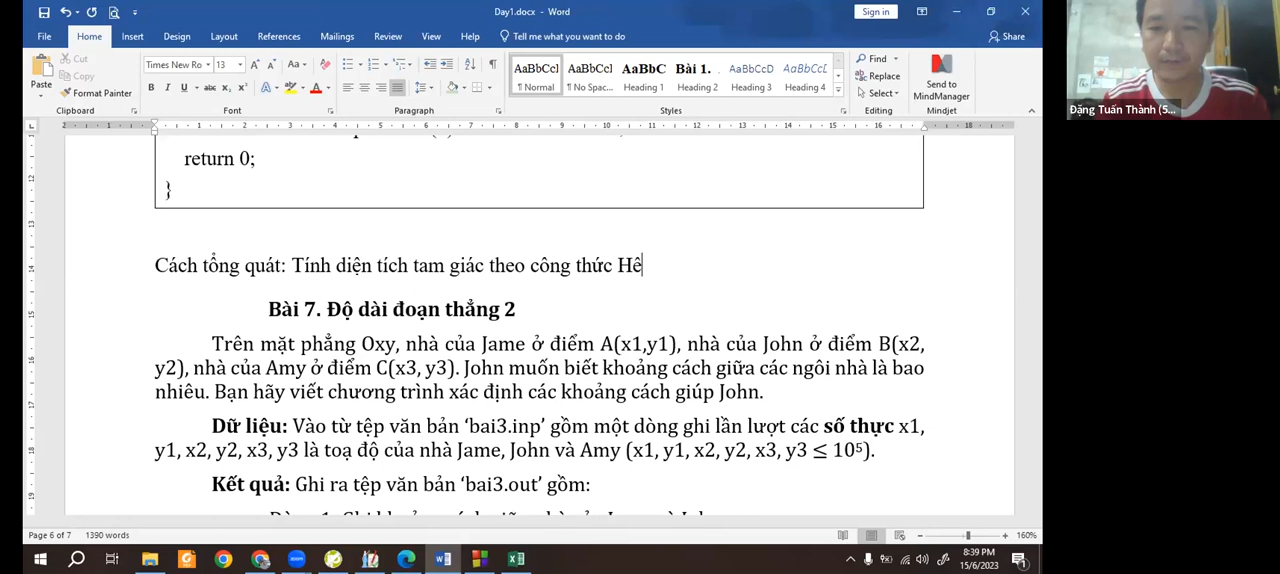 Day1.docx - Word
Sign in
File Home Insert Design Layout References Mailings Review View Help Tell me what you want to do Share
Paste
Cut
Copy
Format Painter
Clipboard
Times New Ro 13
Font
Paragraph
AaBbCcI AaBbCcI AaBbC Bài 1. AaBbCcD AaBbCcL
¶ Normal ¶ No Spac... Heading 1 Heading 2 Heading 3 Heading 4
Styles
Find
Replace
Select
Editing
Send to
MindManager
Mindjet
Đặng Tuấn Thành (5...
return 0;
}
Cách tổng quát: Tính diện tích tam giác theo công thức Hê
Bài 7. Độ dài đoạn thẳng 2
Trên mặt phẳng Oxy, nhà của Jame ở điểm A(x1,y1), nhà của John ở điểm B(x2,
y2), nhà của Amy ở điểm C(x3, y3). John muốn biết khoảng cách giữa các ngôi nhà là bao
nhiêu. Bạn hãy viết chương trình xác định các khoảng cách giúp John.
Dữ liệu: Vào từ tệp văn bản ‘bai3.inp’ gồm một dòng ghi lần lượt các số thực x1,
y1, x2, y2, x3, y3 là toạ độ của nhà Jame, John và Amy (x1, y1, x2, y2, x3, y3 ≤ 10⁵).
Kết quả: Ghi ra tệp văn bản ‘bai3.out’ gồm:
Page 6 of 7 1390 words
160%
8:39 PM
15/6/2023